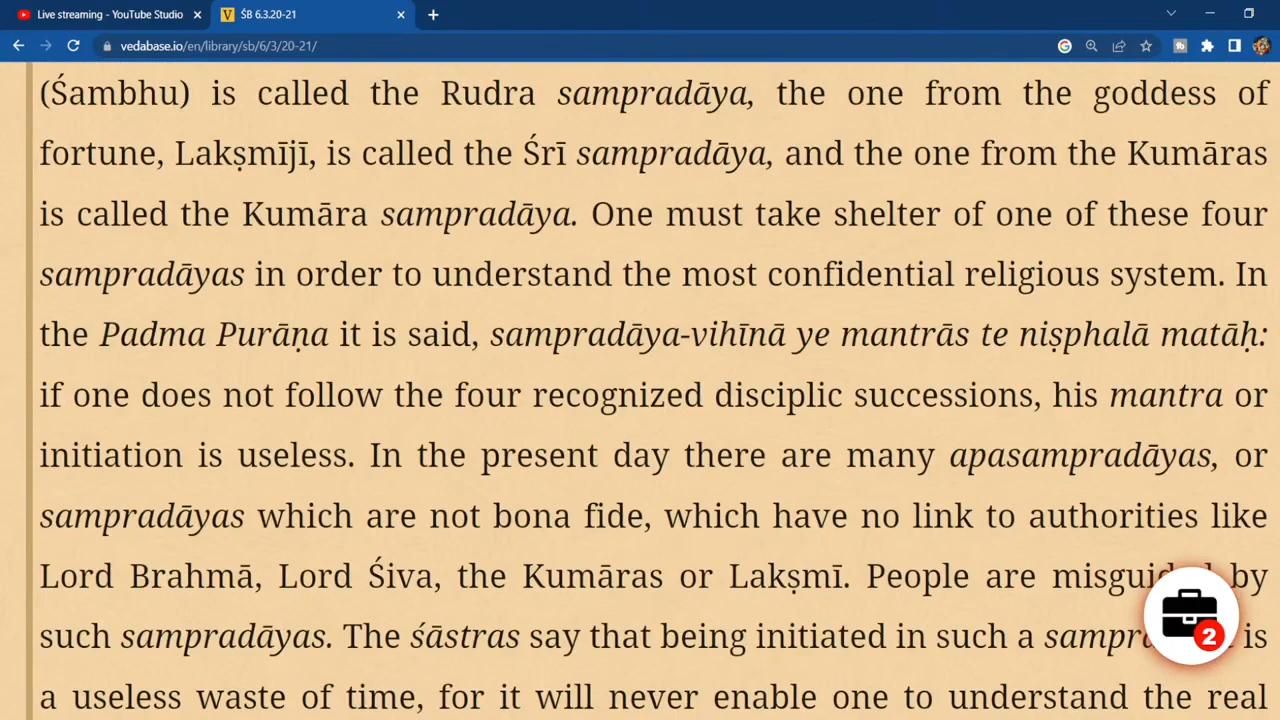 Live streaming - YouTube Studio
ŚB 6.3.20-21
vedabase.io/en/library/sb/6/3/20-21/
(Śambhu) is called the Rudra sampradāya, the one from the goddess of
fortune, Lakṣmījī, is called the Śrī sampradāya, and the one from the Kumāras
is called the Kumāra sampradāya. One must take shelter of one of these four
sampradāyas in order to understand the most confidential religious system. In
the Padma Purāṇa it is said, sampradāya-vihīnā ye mantrās te niṣphalā matāḥ:
if one does not follow the four recognized disciplic successions, his mantra or
initiation is useless. In the present day there are many apasampradāyas, or
sampradāyas which are not bona fide, which have no link to authorities like
Lord Brahmā, Lord Śiva, the Kumāras or Lakṣmī. People are by
such sampradāyas. The śāstras say that being initiated in such a is
a useless waste of time, for it will never enable one to understand the real
2